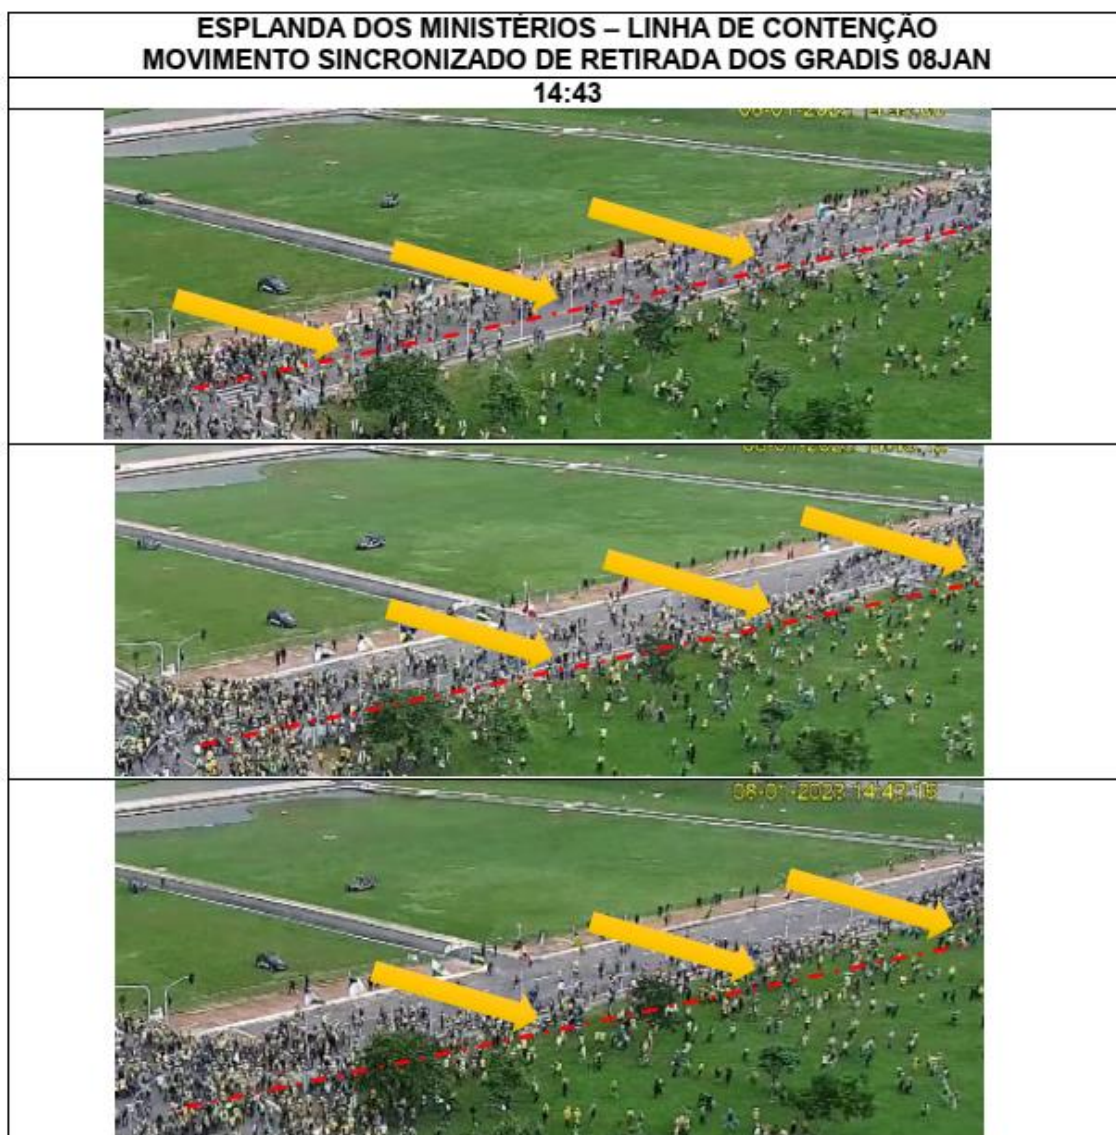 ESPLANDA DOS MINISTÉRIOS – LINHA DE CONTENÇÃO
MOVIMENTO SINCRONIZADO DE RETIRADA DOS GRADIS 08JAN
14:43
08-01-2023 14:43:16